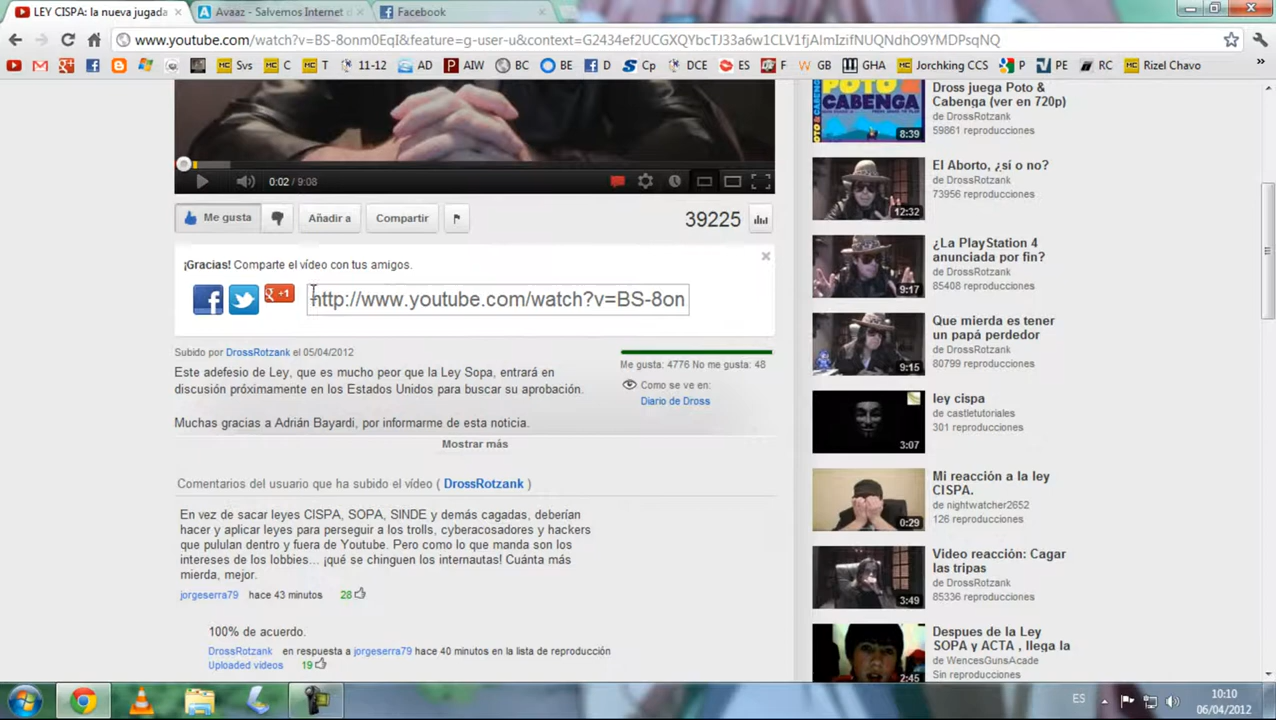 LEY CISPA: la nueva jugada
Avaaz - Salvemos Internet d
Facebook
www.youtube.com/watch?v=BS-8onm0EqI&feature=g-user-u&context=G2434ef2UCGXQYbcTJ33a6w1CLV1fjAImIzifNUQNdhO9YMDPsqNQ
Svs C T 11-12 AD AIW BC BE D Cp DCE ES F GB GHA Jorchking CCS P PE RC Rizel Chavo »
POTO &
CABENGA
8:39
Dross juega Poto &
Cabenga (ver en 720p)
de DrossRotzank
59861 reproducciones
12:32
El Aborto, ¿sí o no?
de DrossRotzank
73956 reproducciones
9:17
¿La PlayStation 4
anunciada por fin?
de DrossRotzank
85408 reproducciones
9:15
Que mierda es tener
un papá perdedor
de DrossRotzank
80799 reproducciones
3:07
ley cispa
de castletutoriales
301 reproducciones
0:29
Mi reacción a la ley
CISPA.
de nightwatcher2652
126 reproducciones
3:49
Video reacción: Cagar
las tripas
de DrossRotzank
85336 reproducciones
2:45
Despues de la Ley
SOPA y ACTA , llega la
de WencesGunsAcade
Sin reproducciones
0:02 / 9:08
Me gusta
Añadir a
Compartir
39225
¡Gracias! Comparte el vídeo con tus amigos.
+1
http://www.youtube.com/watch?v=BS-8on
Subido por DrossRotzank el 05/04/2012
Este adefesio de Ley, que es mucho peor que la Ley Sopa, entrará en
discusión próximamente en los Estados Unidos para buscar su aprobación.
Muchas gracias a Adrián Bayardi, por informarme de esta noticia.
Me gusta: 4776 No me gusta: 48
Como se ve en:
Diario de Dross
Mostrar más
Comentarios del usuario que ha subido el vídeo ( DrossRotzank )
En vez de sacar leyes CISPA, SOPA, SINDE y demás cagadas, deberían
hacer y aplicar leyes para perseguir a los trolls, cyberacosadores y hackers
que pululan dentro y fuera de Youtube. Pero como lo que manda son los
intereses de los lobbies... ¡qué se chinguen los internautas! Cuánta más
mierda, mejor.
jorgeserra79 hace 43 minutos 28
100% de acuerdo.
DrossRotzank en respuesta a jorgeserra79 hace 40 minutos en la lista de reproducción
Uploaded videos 19
ES
10:10
06/04/2012